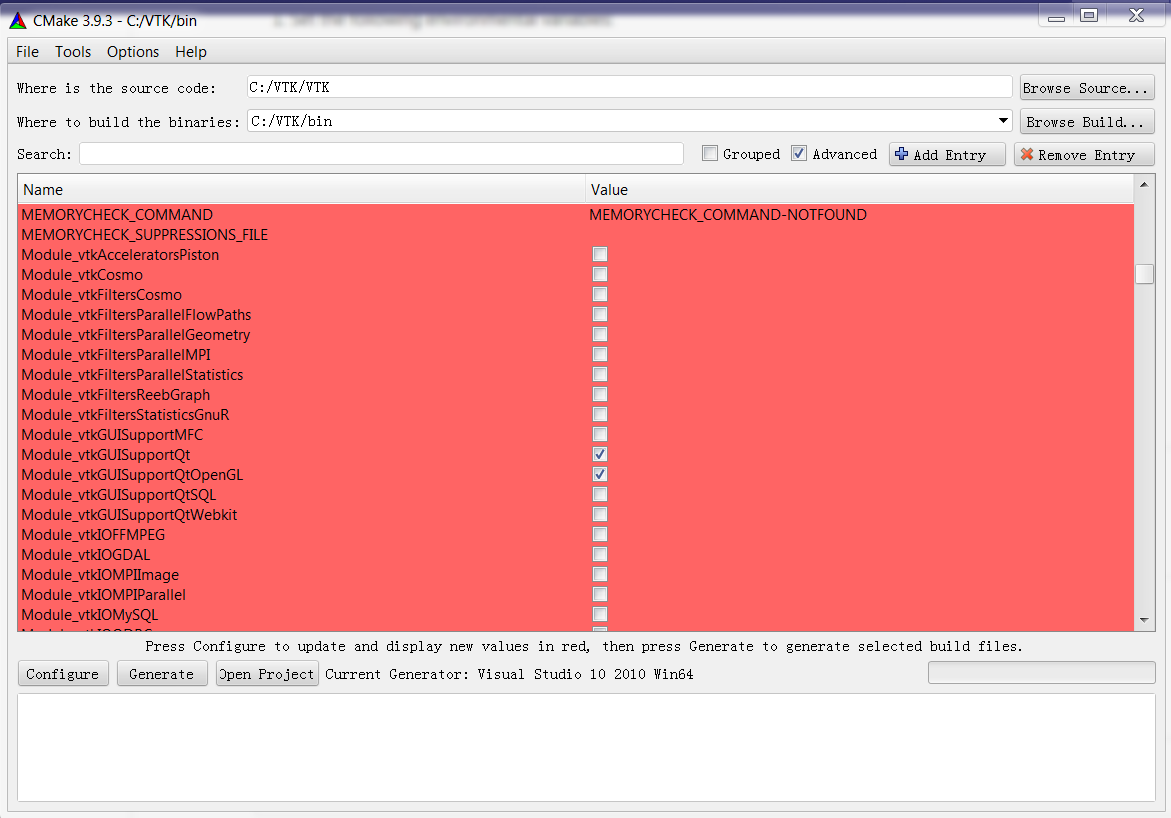 CMake 3.9.3 - C:/VTK/bin
File Tools Options Help
Where is the source code: C:/VTK/VTK Browse Source...
Where to build the binaries: C:/VTK/bin Browse Build...
Search: Grouped Advanced Add Entry Remove Entry
Name Value
MEMORYCHECK_COMMAND MEMORYCHECK_COMMAND-NOTFOUND
MEMORYCHECK_SUPPRESSIONS_FILE
Module_vtkAcceleratorsPiston
Module_vtkCosmo
Module_vtkFiltersCosmo
Module_vtkFiltersParallelFlowPaths
Module_vtkFiltersParallelGeometry
Module_vtkFiltersParallelMPI
Module_vtkFiltersParallelStatistics
Module_vtkFiltersReebGraph
Module_vtkFiltersStatisticsGnuR
Module_vtkGUISupportMFC
Module_vtkGUISupportQt
Module_vtkGUISupportQtOpenGL
Module_vtkGUISupportQtSQL
Module_vtkGUISupportQtWebkit
Module_vtkIOFFMPEG
Module_vtkIOGDAL
Module_vtkIOMPIImage
Module_vtkIOMPIParallel
Module_vtkIOMySQL
Press Configure to update and display new values in red, then press Generate to generate selected build files.
Configure Generate Open Project Current Generator: Visual Studio 10 2010 Win64